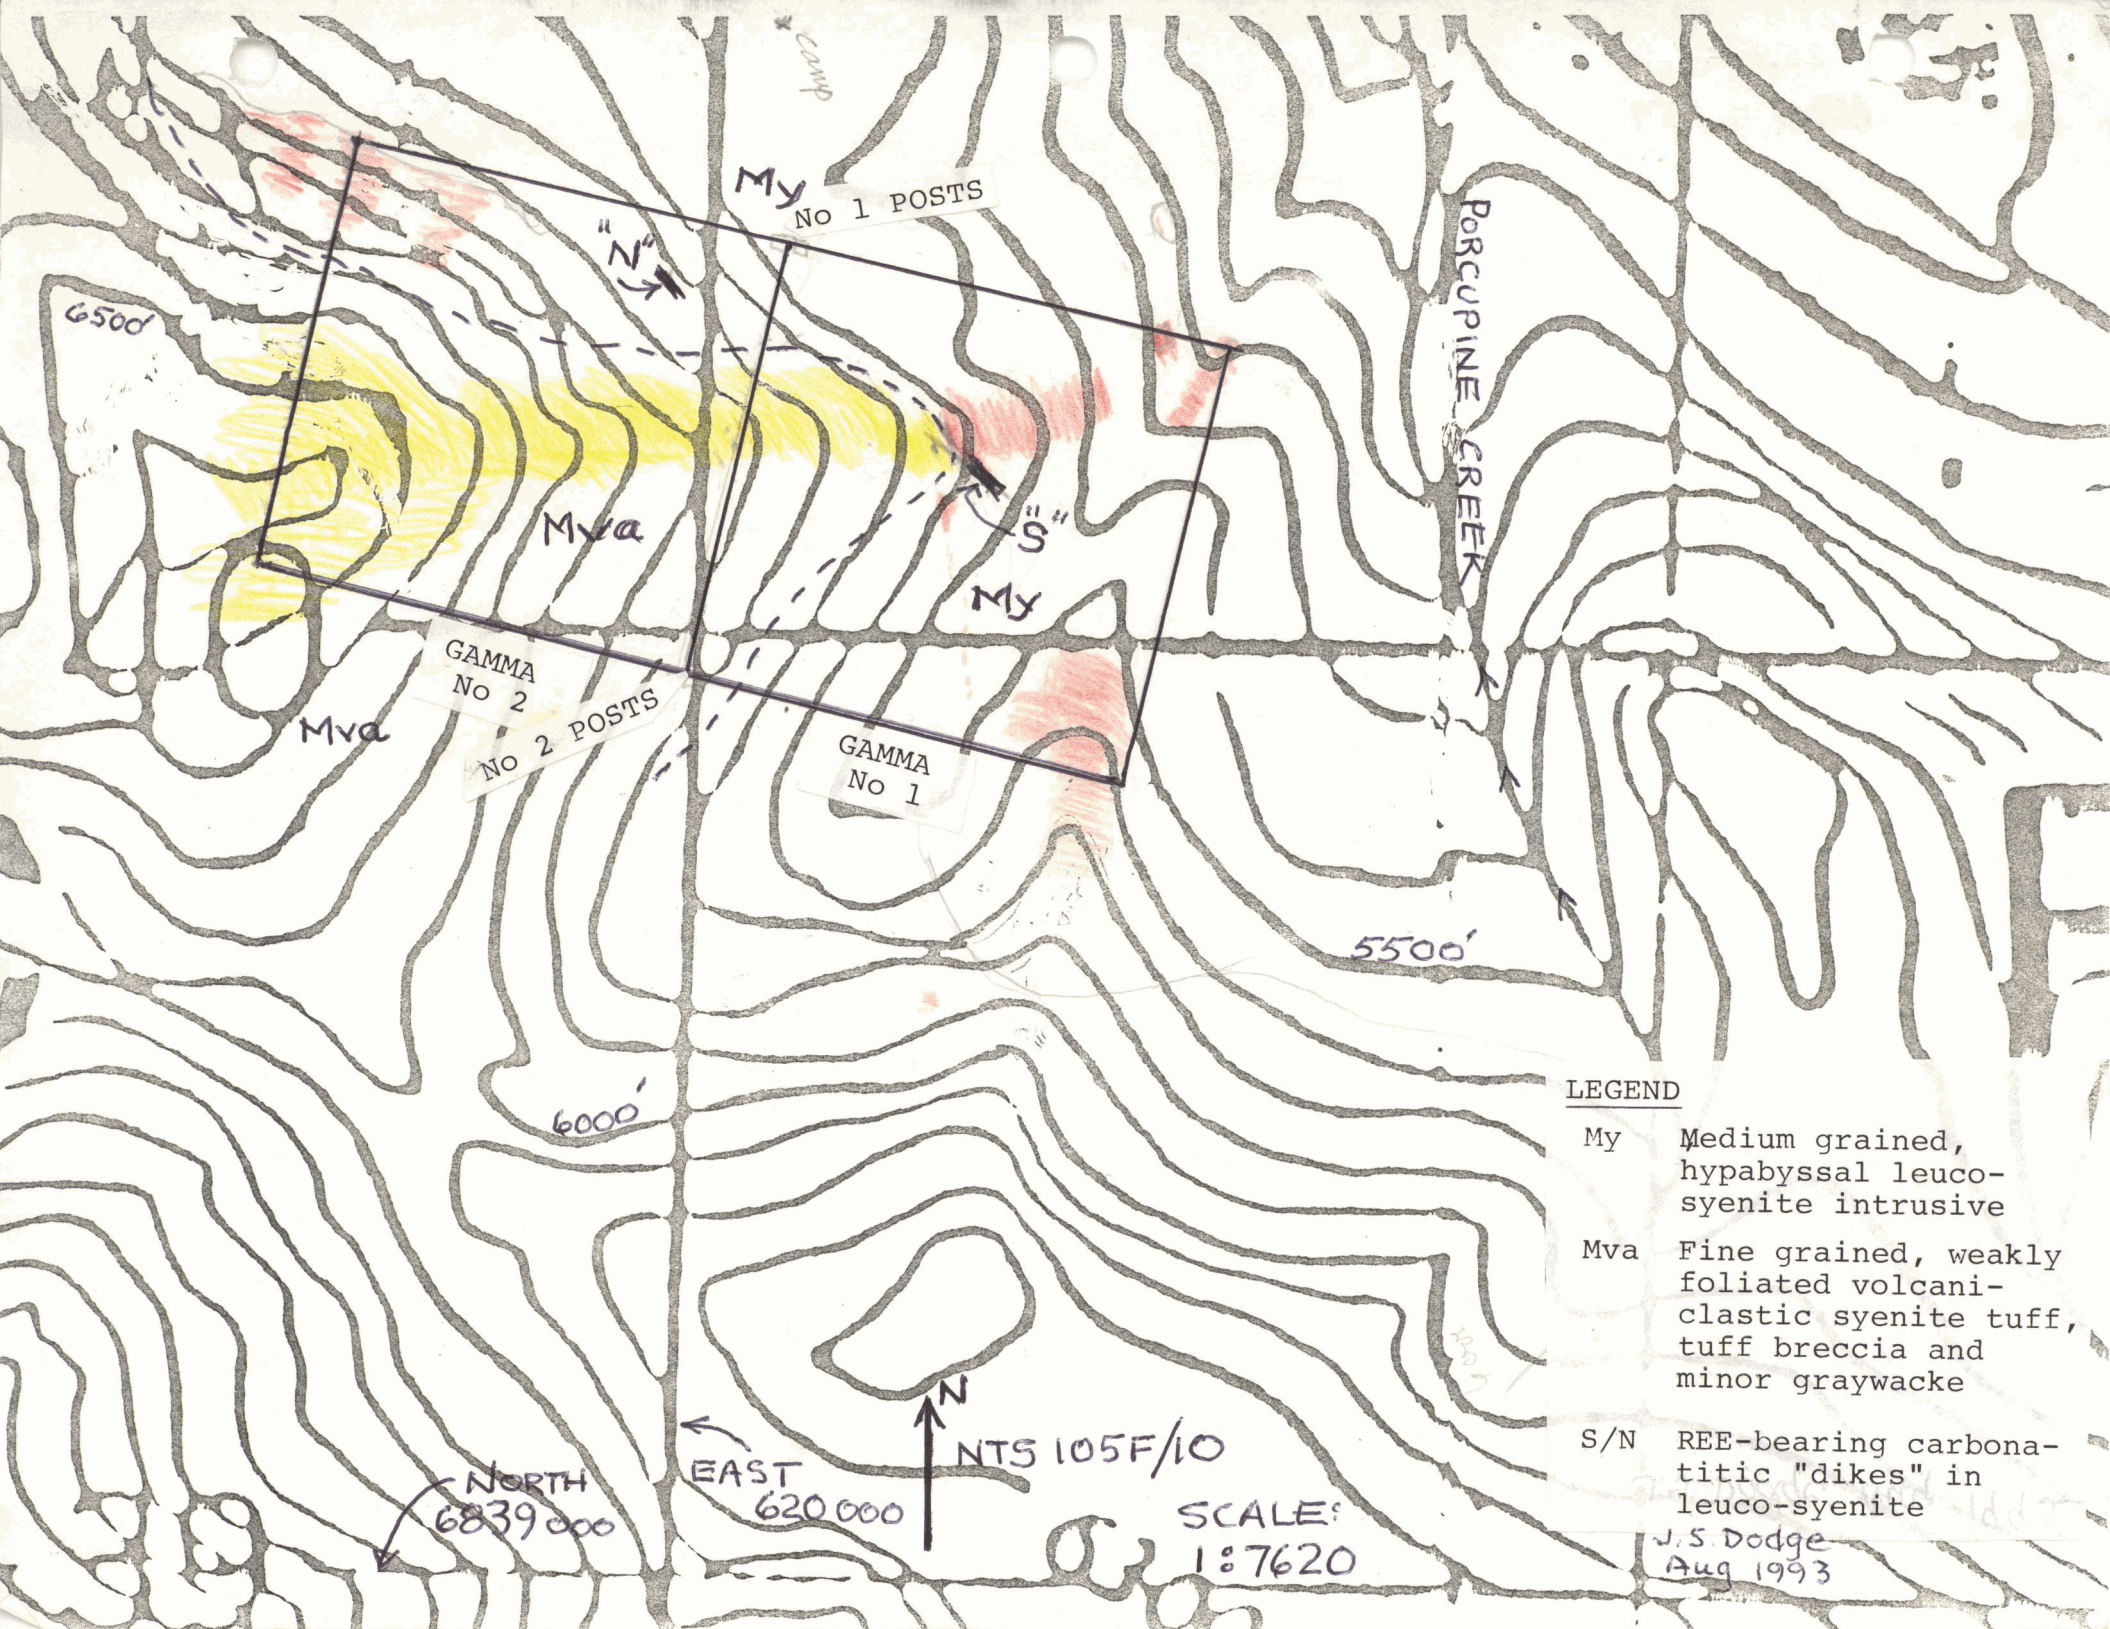 x camp
My
No 1 POSTS
"N"
6500'
PORCUPINE CREEK
Mva
"S"
My
GAMMA
No 2
No 2 POSTS
Mva
GAMMA
No 1
5500'
6000'
LEGEND
My Medium grained,
hypabyssal leuco-
syenite intrusive
Mva Fine grained, weakly
foliated volcani-
clastic syenite tuff,
tuff breccia and
minor graywacke
S/N REE-bearing carbona-
titic "dikes" in
leuco-syenite
N
NTS 105F/10
NORTH
6839000
EAST
620000
SCALE:
1:7620
J.S. Dodge
Aug 1993